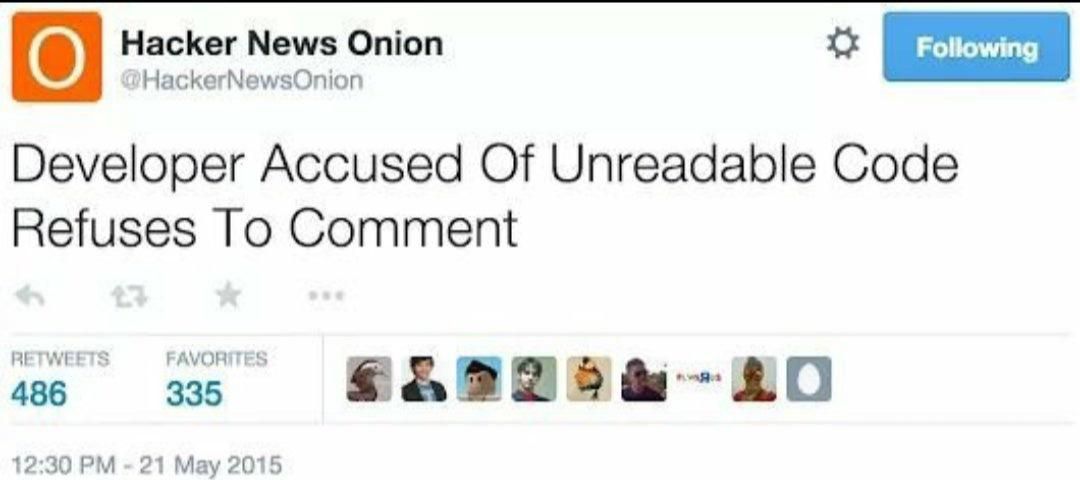 O
Hacker News Onion
@HackerNewsOnion
Following
Developer Accused Of Unreadable Code
Refuses To Comment
RETWEETS
486
FAVORITES
335
12:30 PM - 21 May 2015